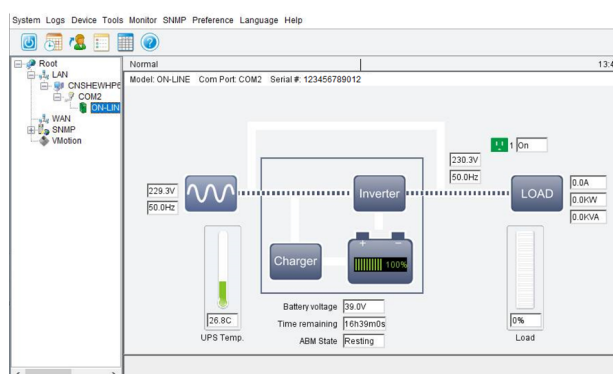 System Logs Device Tools Monitor SNMP Preference Language Help
Root
LAN
CNSHEWHP6
COM2
ON-LIN
WAN
SNMP
VMotion
Normal
13:4
Model: ON-LINE Com Port: COM2 Serial #: 123456789012
1 On
230.3V
50.0Hz
229.3V
50.0Hz
Inverter
LOAD
0.0A
0.0KW
0.0KVA
Charger
+ -
100%
Battery voltage 39.0V
Time remaining 16h39m0s
ABM State Resting
26.8C
UPS Temp.
0%
Load